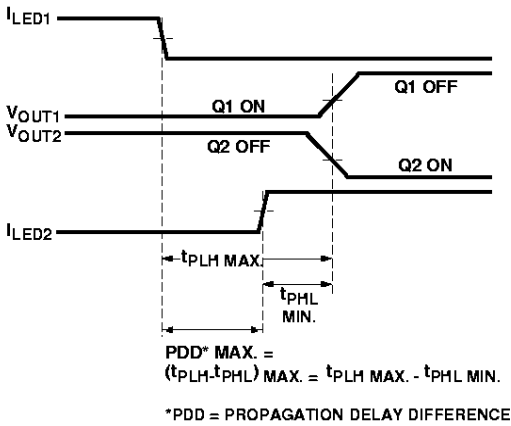 ILED1
Q1 OFF
VOUT1
Q1 ON
VOUT2
Q2 OFF
Q2 ON
ILED2
tPLH MAX.
tPHL
MIN.
PDD* MAX. =
(tPLH-tPHL) MAX. = tPLH MAX. - tPHL MIN.
*PDD = PROPAGATION DELAY DIFFERENCE